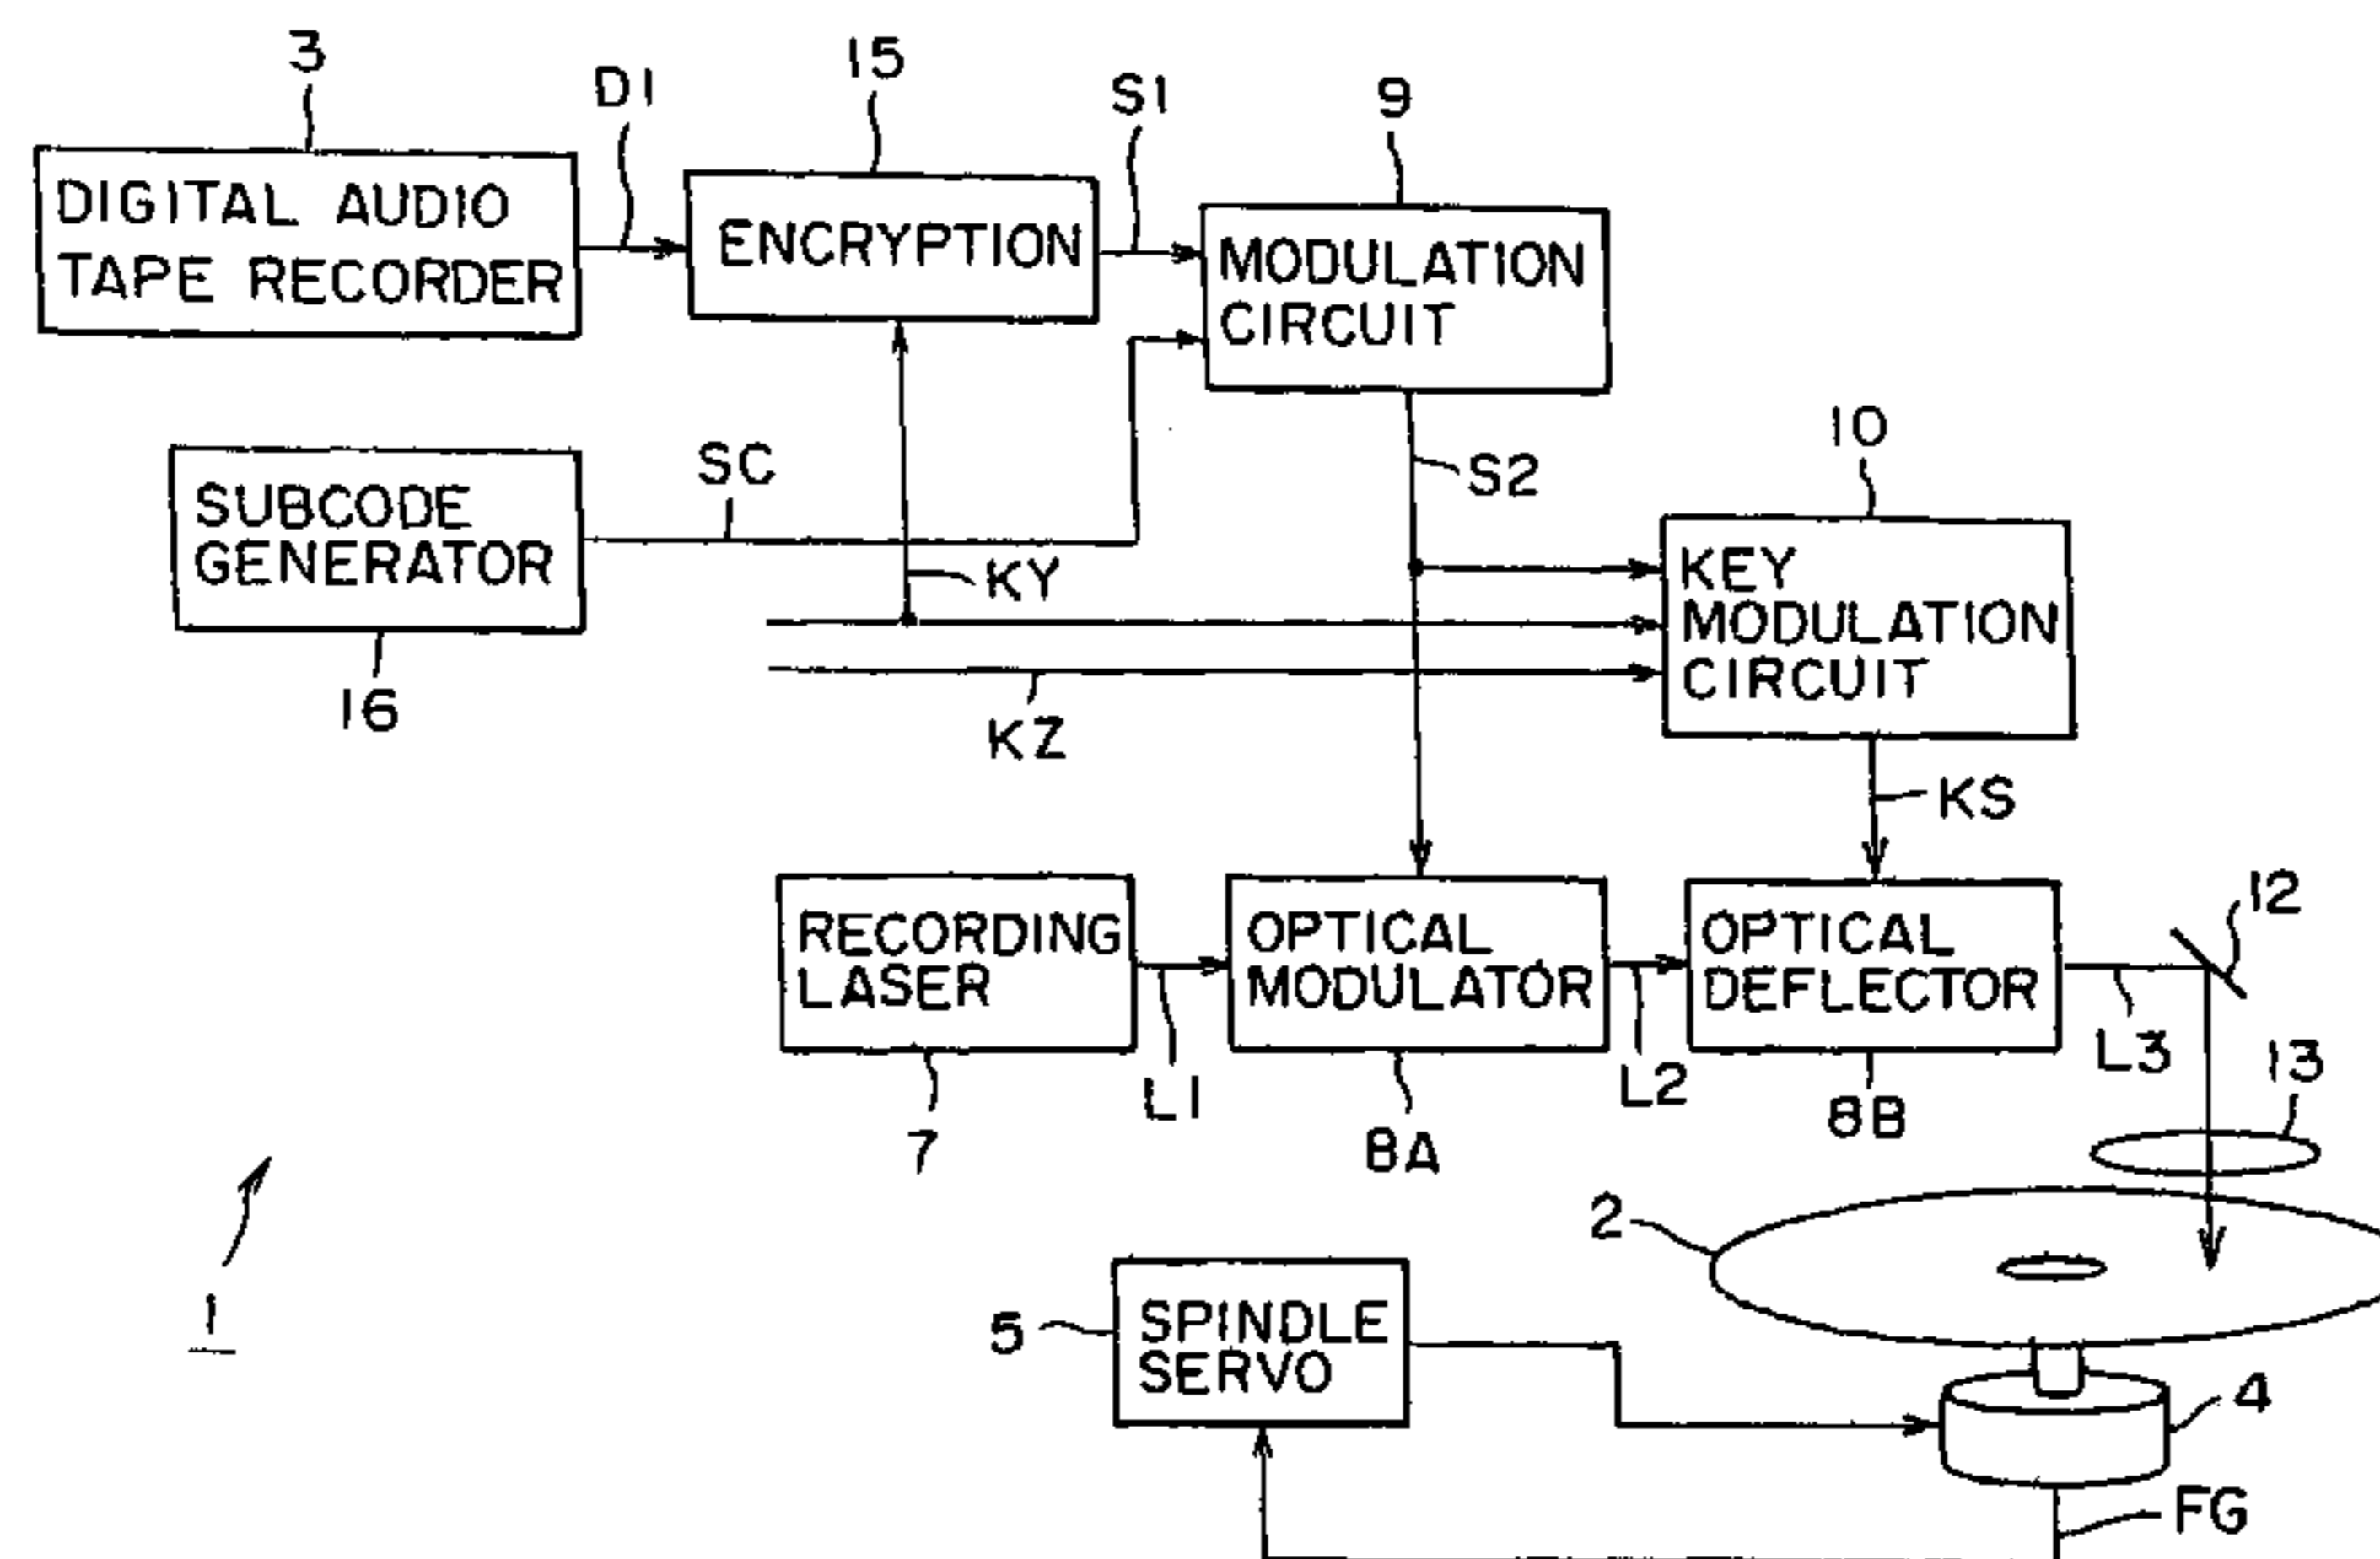 3
D1
15
S1
9
DIGITAL AUDIO
TAPE RECORDER
ENCRYPTION
MODULATION
CIRCUIT
SUBCODE
GENERATOR
16
SC
KY
KZ
S2
10
KEY
MODULATION
CIRCUIT
KS
RECORDING
LASER
7
L1
OPTICAL
MODULATOR
8A
L2
OPTICAL
DEFLECTOR
8B
L3
12
13
1
2
5
SPINDLE
SERVO
4
FG